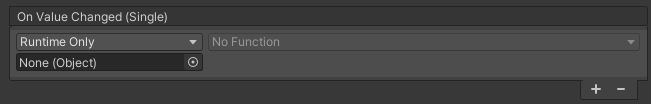 On Value Changed (Single)
Runtime Only No Function
None (Object)